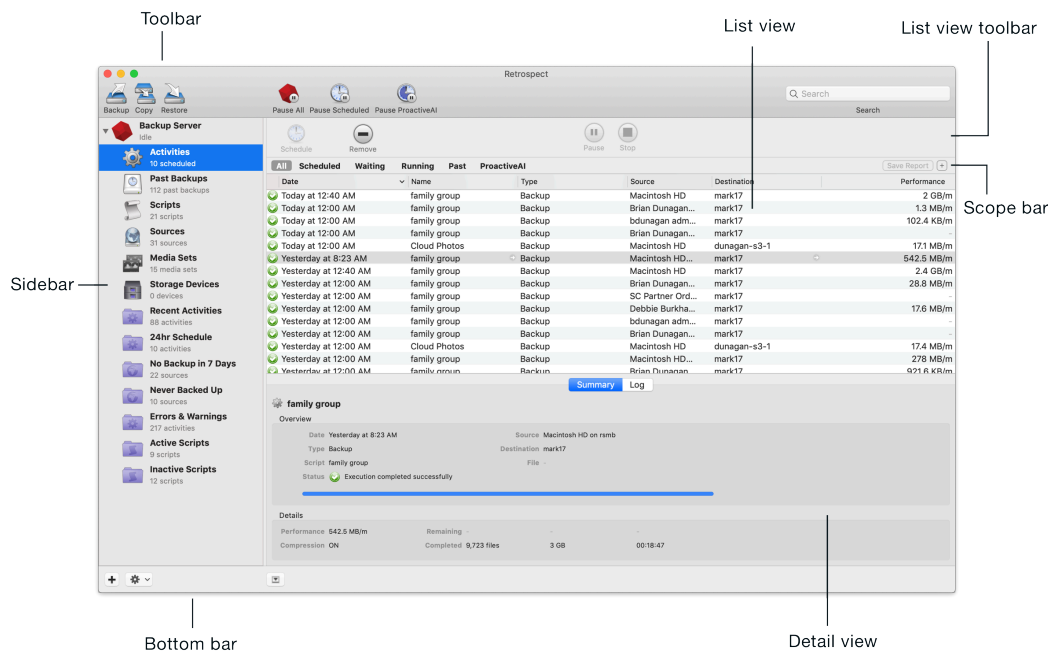 Toolbar
List view
List view toolbar
Retrospect
Backup Copy Restore
Pause All Pause Scheduled Pause ProactiveAI
Search
Search
Backup Server
Idle
Schedule
Remove
Pause
Stop
Activities
10 scheduled
All Scheduled Waiting Running Past ProactiveAI
Save Report
Scope bar
Date Name Type Source Destination Performance
Today at 12:40 AM family group Backup Macintosh HD mark17 2 GB/m
Today at 12:00 AM family group Backup Brian Dunagan... mark17 1.3 MB/m
Today at 12:00 AM family group Backup bdunagan adm... mark17 102.4 KB/m
Today at 12:00 AM family group Backup Brian Dunagan... mark17 -
Today at 12:00 AM Cloud Photos Backup Macintosh HD dunagan-s3-1 17.1 MB/m
Yesterday at 8:23 AM family group Backup Macintosh HD... mark17 542.5 MB/m
Yesterday at 12:40 AM family group Backup Macintosh HD mark17 2.4 GB/m
Yesterday at 12:00 AM family group Backup Brian Dunagan... mark17 28.8 MB/m
Yesterday at 12:00 AM family group Backup SC Partner Ord... mark17 -
Yesterday at 12:00 AM family group Backup Debbie Burkha... mark17 17.6 MB/m
Yesterday at 12:00 AM family group Backup bdunagan adm... mark17 -
Yesterday at 12:00 AM family group Backup Brian Dunagan... mark17 -
Yesterday at 12:00 AM Cloud Photos Backup Macintosh HD dunagan-s3-1 17.4 MB/m
Yesterday at 12:00 AM family group Backup Macintosh HD... mark17 278 MB/m
Yesterday at 12:00 AM family group Backup Brian Dunagan... mark17 921.6 KB/m
Past Backups
112 past backups
Scripts
21 scripts
Sources
31 sources
Media Sets
15 media sets
Sidebar
Storage Devices
0 devices
Recent Activities
88 activities
24hr Schedule
10 activities
No Backup in 7 Days
22 sources
Never Backed Up
10 sources
Errors & Warnings
217 activities
Active Scripts
9 scripts
Inactive Scripts
12 scripts
Summary Log
family group
Overview
Date Yesterday at 8:23 AM Source Macintosh HD on rsmb
Type Backup Destination mark17
Script family group File -
Status Execution completed successfully
Details
Performance 542.5 MB/m Remaining - - -
Compression ON Completed 9,723 files 3 GB 00:18:47
Bottom bar
Detail view